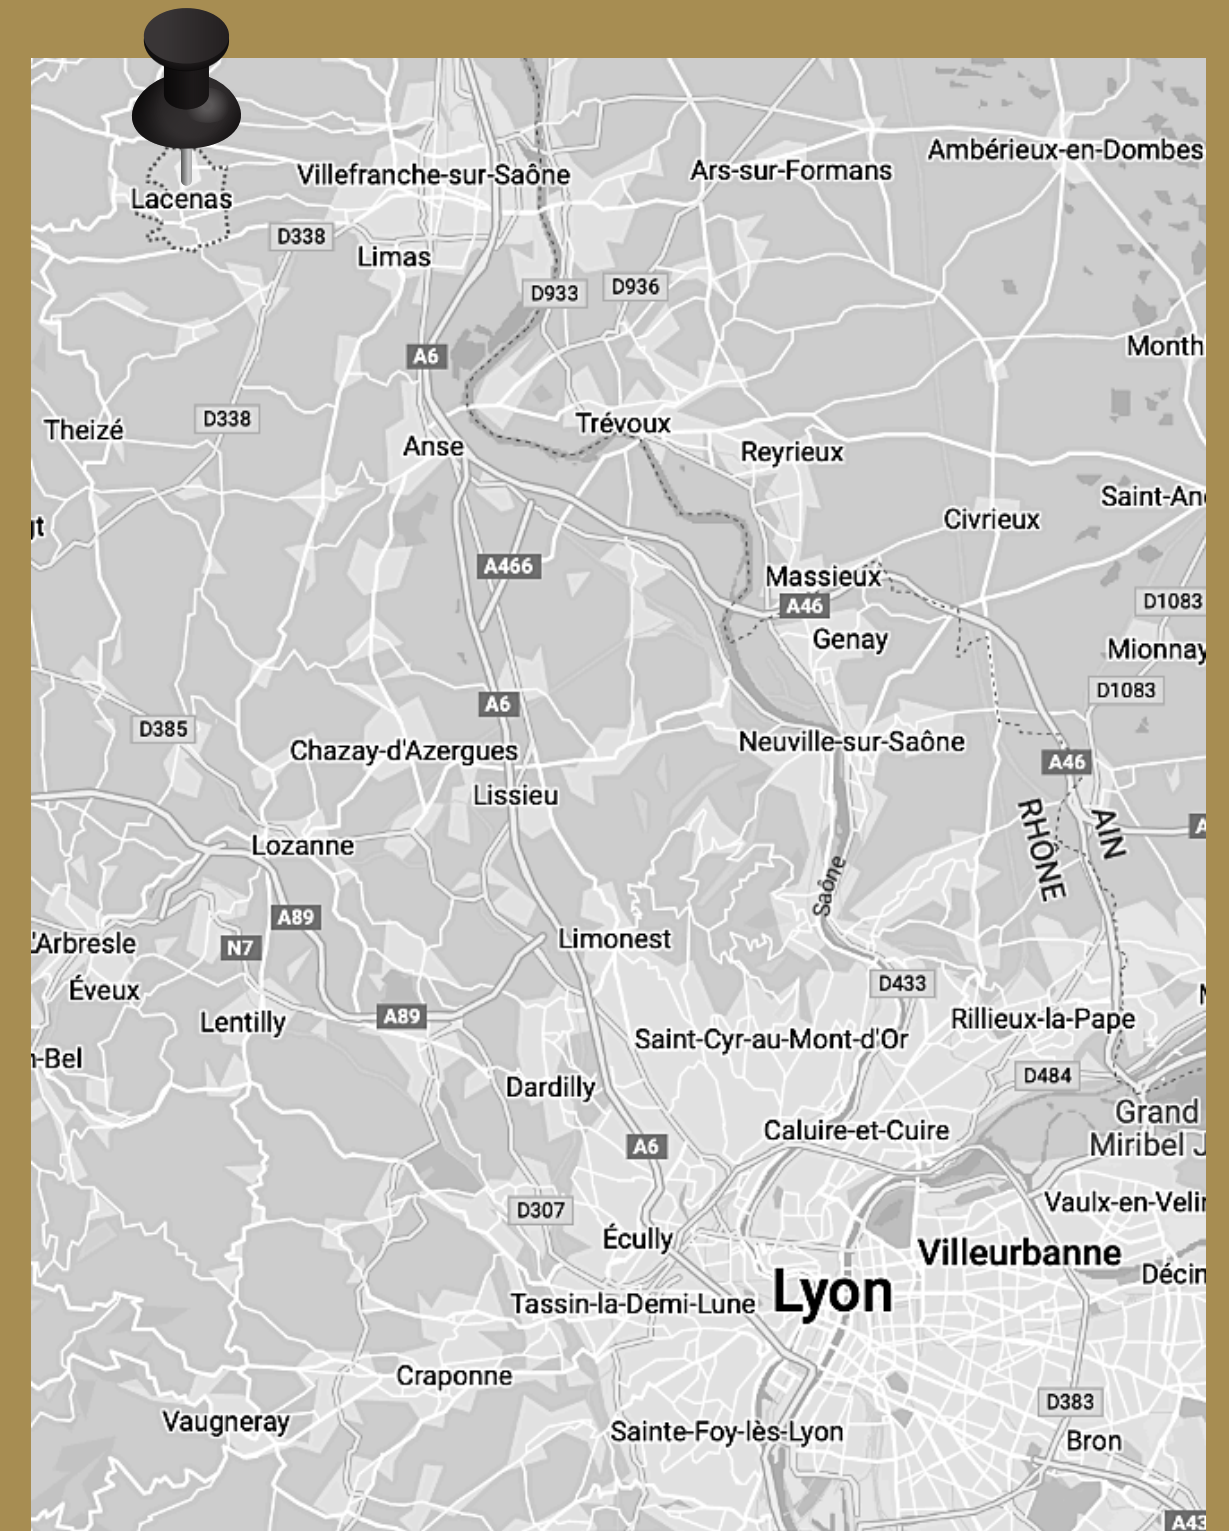 Ambérieux-en-Dombes
Villefranche-sur-Saône
Ars-sur-Formans
Lacenas
D338
Limas
D933
D936
A6
Month
D338
Theizé
Trévoux
Anse
Reyrieux
Saint-An
Civrieux
A466
Massieux
A46
D1083
Genay
Mionnay
D1083
A6
D385
Chazay-d'Azergues
Neuville-sur-Saône
A46
Lissieu
RHÔNE
AIN
A
Lozanne
Saône
A89
L'Arbresle
N7
Limonest
Éveux
D433
Lentilly
A89
Rillieux-la-Pape
Saint-Cyr-au-Mont-d'Or
n-Bel
D484
Dardilly
Grand
Miribel J
Caluire-et-Cuire
A6
Vaulx-en-Velin
D307
Écully
Villeurbanne
Décin
Lyon
Tassin-la-Demi-Lune
Craponne
D383
Vaugneray
Sainte-Foy-lès-Lyon
Bron
A43